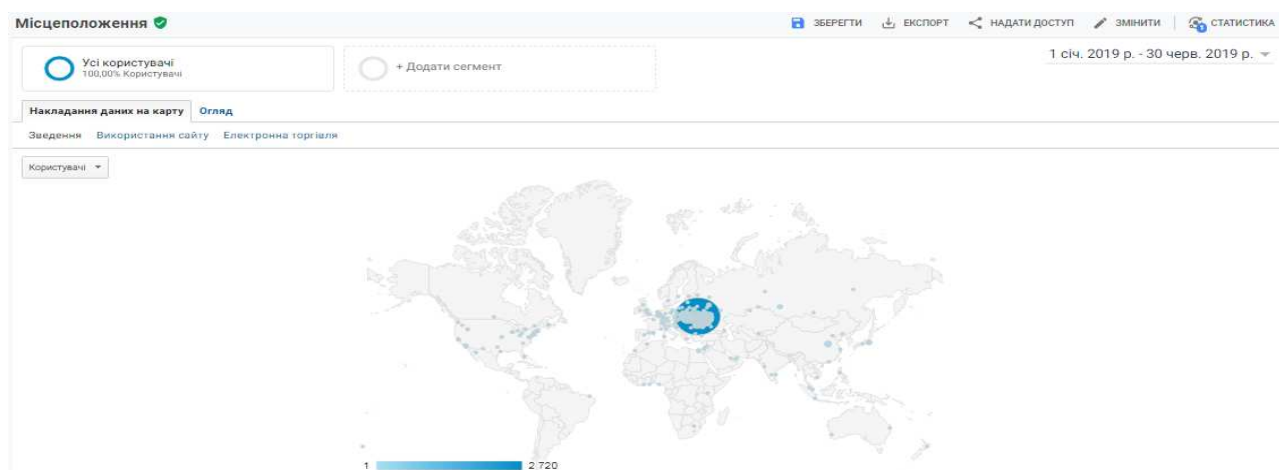 Місцеположення
ЗБЕРЕГТИ ЕКСПОРТ НАДАТИ ДОСТУП ЗМІНИТИ СТАТИСТИКА
1 січ. 2019 р. - 30 черв. 2019 р.
Усі користувачі
100,00% Користувачі
+ Додати сегмент
Накладання даних на карту Огляд
Зведення Використання сайту Електронна торгівля
Користувачі
1 2 720